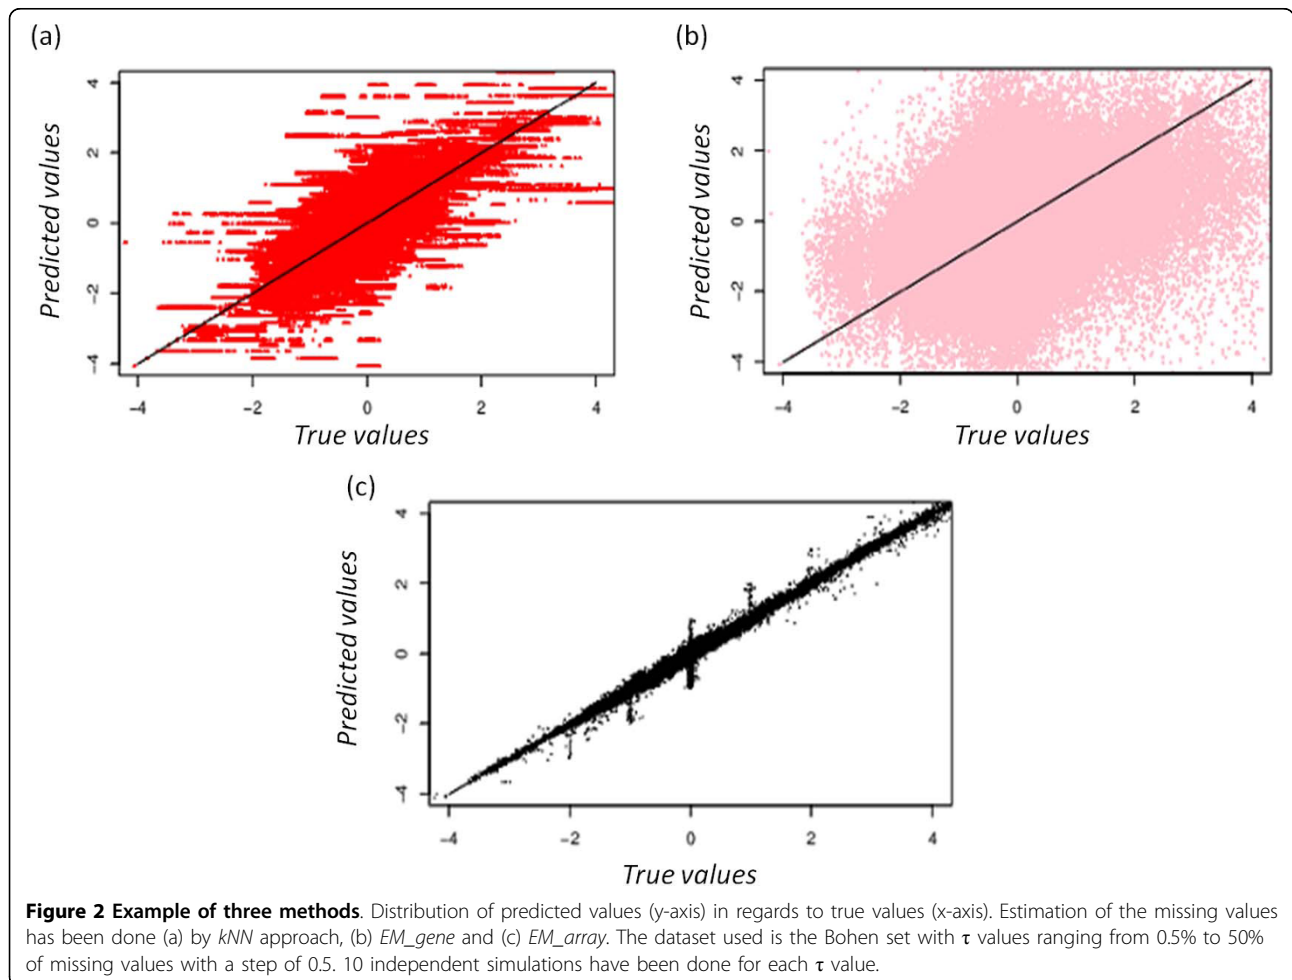 (a)
(b)
Predicted values
4
2
0
−2
−4
−4 −2 0 2 4
True values
Predicted values
4
2
0
−2
−4
−4 −2 0 2 4
True values
(c)
Predicted values
4
2
0
−2
−4
−4 −2 0 2 4
True values
Figure 2 Example of three methods. Distribution of predicted values (y-axis) in regards to true values (x-axis). Estimation of the missing values
has been done (a) by kNN approach, (b) EM_gene and (c) EM_array. The dataset used is the Bohen set with τ values ranging from 0.5% to 50%
of missing values with a step of 0.5. 10 independent simulations have been done for each τ value.